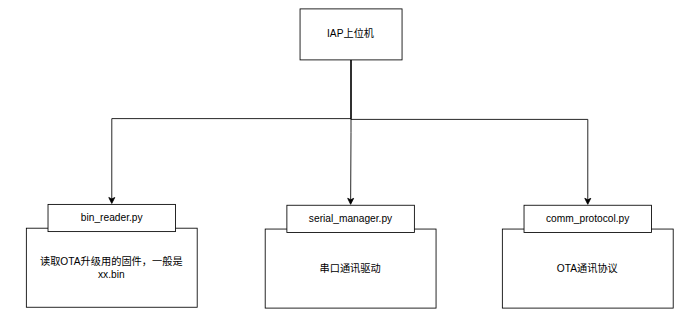 IAP上位机
bin_reader.py
读取OTA升级用的固件，一般是
xx.bin
serial_manager.py
串口通讯驱动
comm_protocol.py
OTA通讯协议